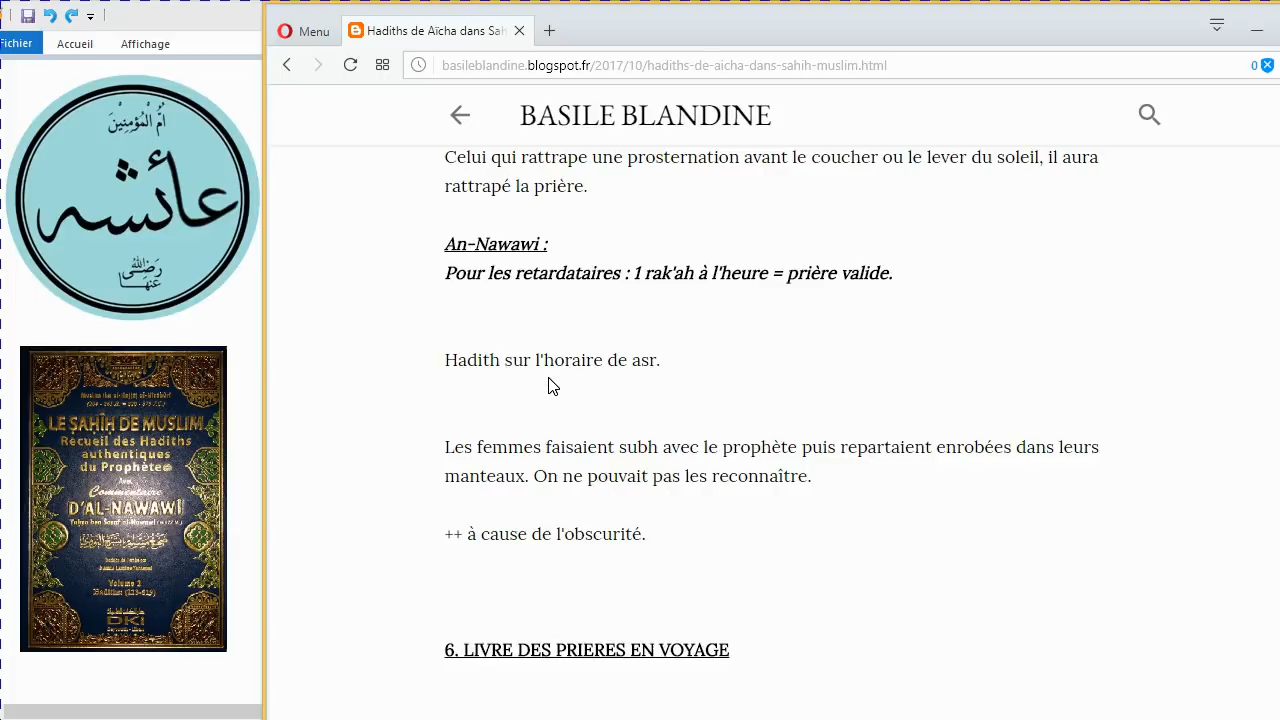 Fichier
Accueil
Affichage
Menu
Hadiths de Aïcha dans Sah
basileblandine.blogspot.fr/2017/10/hadiths-de-aicha-dans-sahih-muslim.html
0
BASILE BLANDINE
أم المؤمنين
عائشه
رضي الله
عنها
LE ṢAḤÎḤ DE MUSLIM
Recueil des Hadiths
authentiques
du Prophète
Avec
Commentaire
D'AL-NAWAWÎ
Volume 2
DKI
Celui qui rattrape une prosternation avant le coucher ou le lever du soleil, il aura
rattrapé la prière.
An-Nawawi :
Pour les retardataires : 1 rak'ah à l'heure = prière valide.
Hadith sur l'horaire de asr.
Les femmes faisaient subh avec le prophète puis repartaient enrobées dans leurs
manteaux. On ne pouvait pas les reconnaître.
++ à cause de l'obscurité.
6. LIVRE DES PRIERES EN VOYAGE